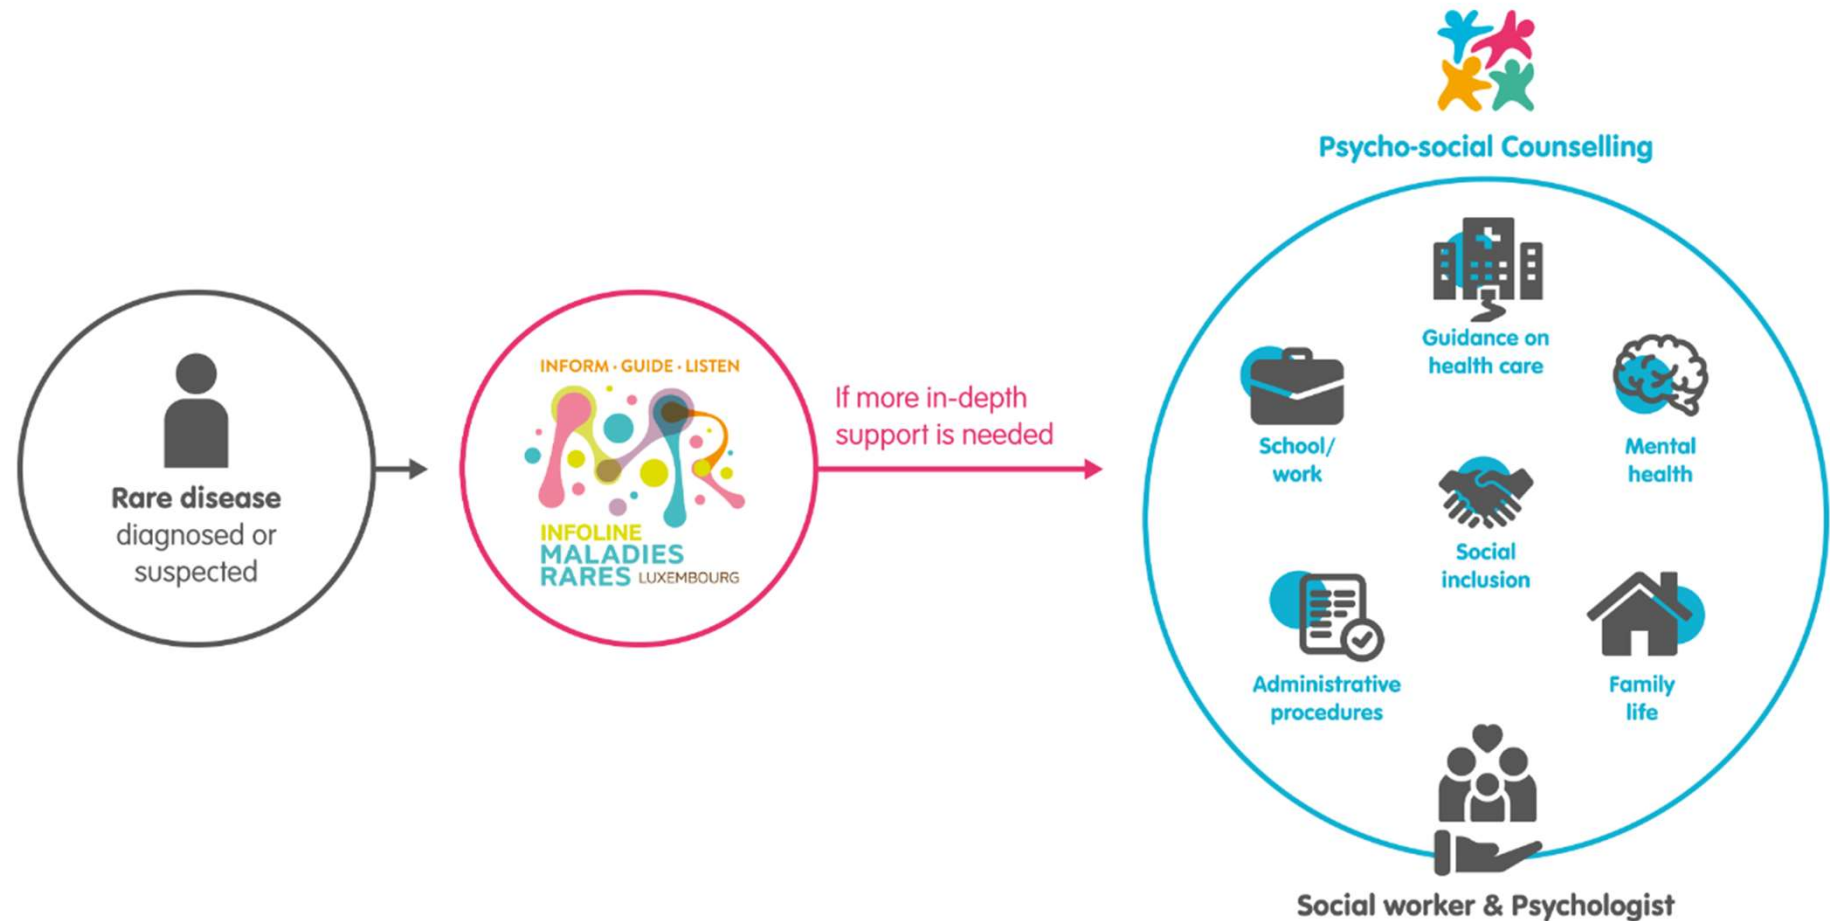 Rare disease
diagnosed or
suspected
INFORM · GUIDE · LISTEN
INFOLINE
MALADIES
RARES LUXEMBOURG
If more in-depth
support is needed
Psycho-social Counselling
Guidance on
health care
School/
work
Mental
health
Social
inclusion
Administrative
procedures
Family
life
Social worker & Psychologist